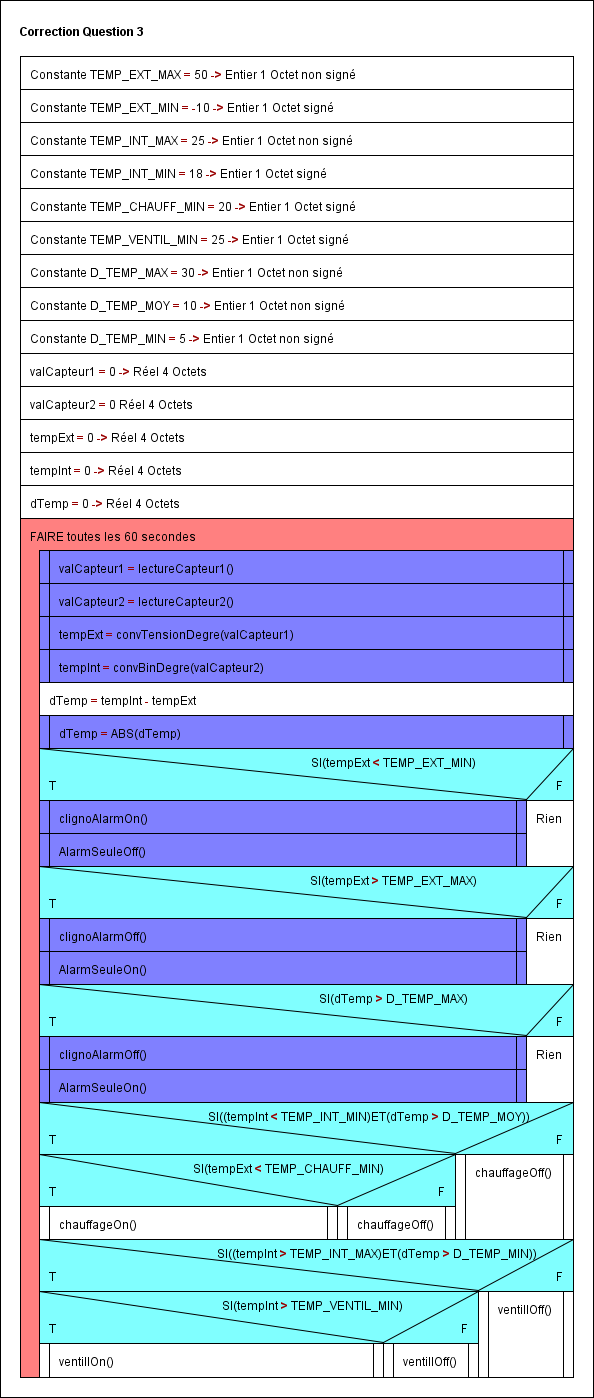 Correction Question 3
Constante TEMP_EXT_MAX = 50 -> Entier 1 Octet non signé
Constante TEMP_EXT_MIN = -10 -> Entier 1 Octet signé
Constante TEMP_INT_MAX = 25 -> Entier 1 Octet non signé
Constante TEMP_INT_MIN = 18 -> Entier 1 Octet signé
Constante TEMP_CHAUFF_MIN = 20 -> Entier 1 Octet signé
Constante TEMP_VENTIL_MIN = 25 -> Entier 1 Octet signé
Constante D_TEMP_MAX = 30 -> Entier 1 Octet non signé
Constante D_TEMP_MOY = 10 -> Entier 1 Octet non signé
Constante D_TEMP_MIN = 5 -> Entier 1 Octet non signé
valCapteur1 = 0 -> Réel 4 Octets
valCapteur2 = 0 Réel 4 Octets
tempExt = 0 -> Réel 4 Octets
tempInt = 0 -> Réel 4 Octets
dTemp = 0 -> Réel 4 Octets
FAIRE toutes les 60 secondes
valCapteur1 = lectureCapteur1()
valCapteur2 = lectureCapteur2()
tempExt = convTensionDegre(valCapteur1)
tempInt = convBinDegre(valCapteur2)
dTemp = tempInt - tempExt
dTemp = ABS(dTemp)
SI(tempExt < TEMP_EXT_MIN)
T F
clignoAlarmOn() Rien
AlarmSeuleOff()
SI(tempExt > TEMP_EXT_MAX)
T F
clignoAlarmOff() Rien
AlarmSeuleOn()
SI(dTemp > D_TEMP_MAX)
T F
clignoAlarmOff() Rien
AlarmSeuleOn()
SI((tempInt < TEMP_INT_MIN)ET(dTemp > D_TEMP_MOY))
T F
SI(tempExt < TEMP_CHAUFF_MIN) chauffageOff()
T F
chauffageOn() chauffageOff()
SI((tempInt > TEMP_INT_MAX)ET(dTemp > D_TEMP_MIN))
T F
SI(tempInt > TEMP_VENTIL_MIN) ventillOff()
T F
ventillOn() ventillOff()